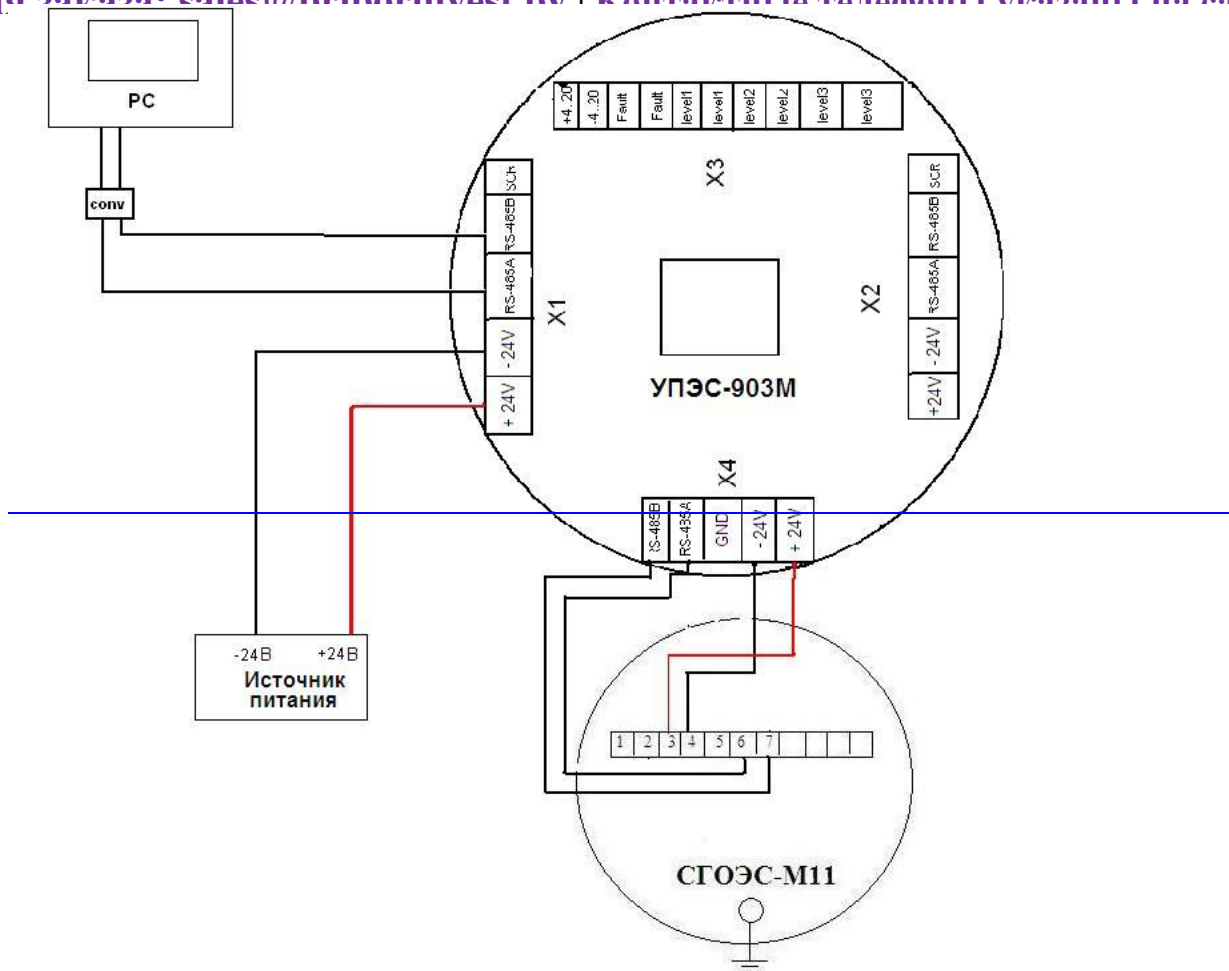 PC
conv
+4..20
-4..20
Fault
Fault
level1
level1
level2
level2
level3
level3
X3
SCR
RS-485B
RS-485A
- 24V
+ 24V
X1
SCR
RS-485B
RS-485A
- 24V
+24V
X2
УПЭС-903М
X4
RS-485B
RS-485A
GND
- 24V
+ 24V
-24В +24В
Источник
питания
1 2 3 4 5 6 7
СГОЭС-М11